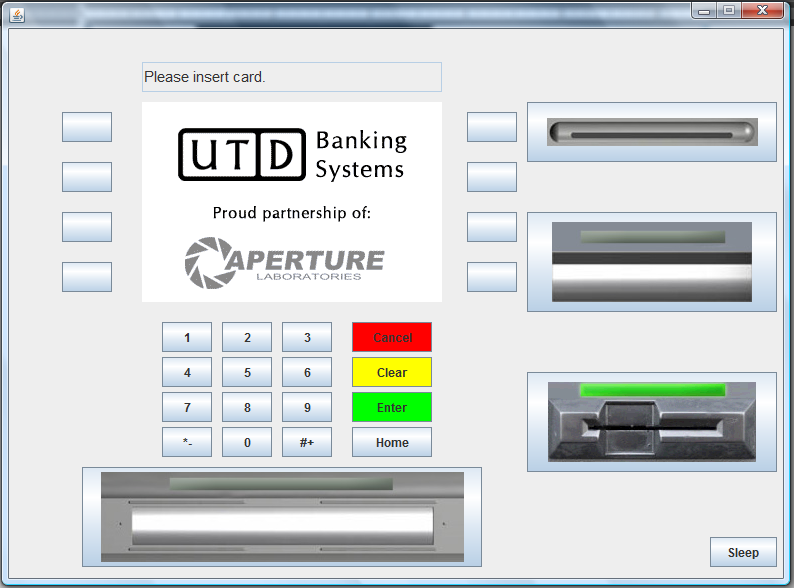 Please insert card.
UTD Banking
Systems
Proud partnership of:
APERTURE
LABORATORIES
1 2 3 Cancel
4 5 6 Clear
7 8 9 Enter
*- 0 #+ Home
Sleep